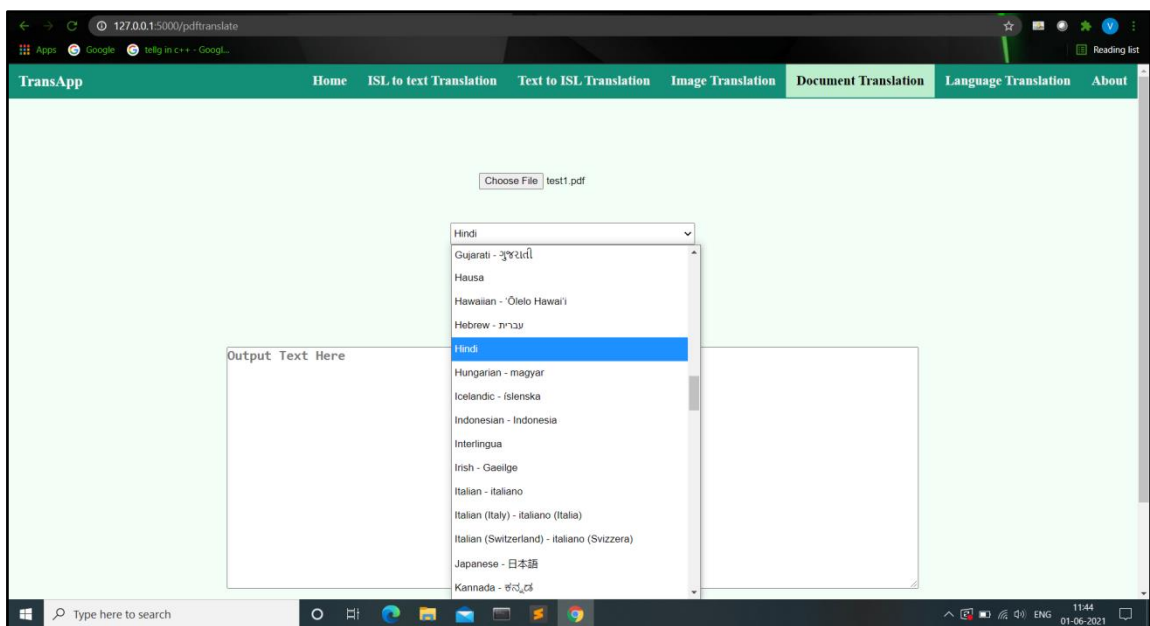 127.0.0.1:5000/pdftranslate
V
Apps Google tellg in c++ - Googl... Reading list
TransApp Home ISL to text Translation Text to ISL Translation Image Translation Document Translation Language Translation About
Choose File test1.pdf
Hindi
Gujarati - ગુજરાતી
Hausa
Hawaiian - ʻŌlelo Hawaiʻi
Hebrew - עברית
Hindi
Output Text Here
Hungarian - magyar
Icelandic - íslenska
Indonesian - Indonesia
Interlingua
Irish - Gaeilge
Italian - italiano
Italian (Italy) - italiano (Italia)
Italian (Switzerland) - italiano (Svizzera)
Japanese - 日本語
Kannada - ಕನ್ನಡ
Type here to search ENG 11:44
01-06-2021